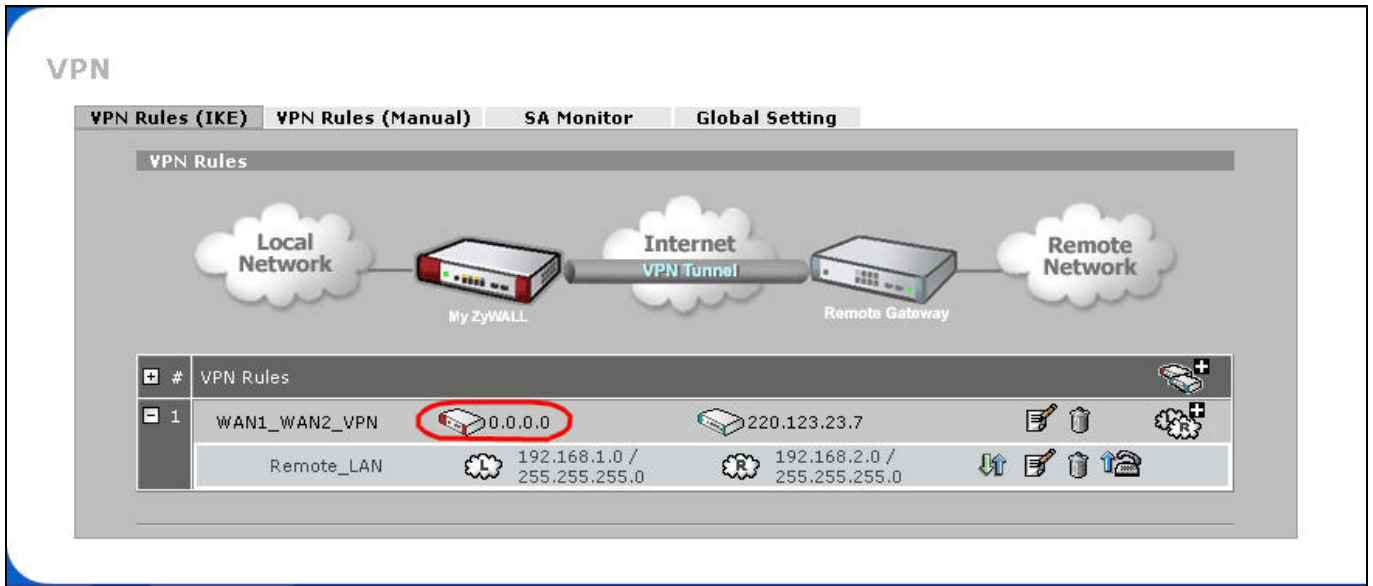 VPN
VPN Rules (IKE) VPN Rules (Manual) SA Monitor Global Setting
VPN Rules
Local Network
My ZyWALL
Internet
VPN Tunnel
Remote Gateway
Remote Network
# VPN Rules
1 WAN1_WAN2_VPN 0.0.0.0 220.123.23.7
Remote_LAN L 192.168.1.0 / 255.255.255.0 R 192.168.2.0 / 255.255.255.0